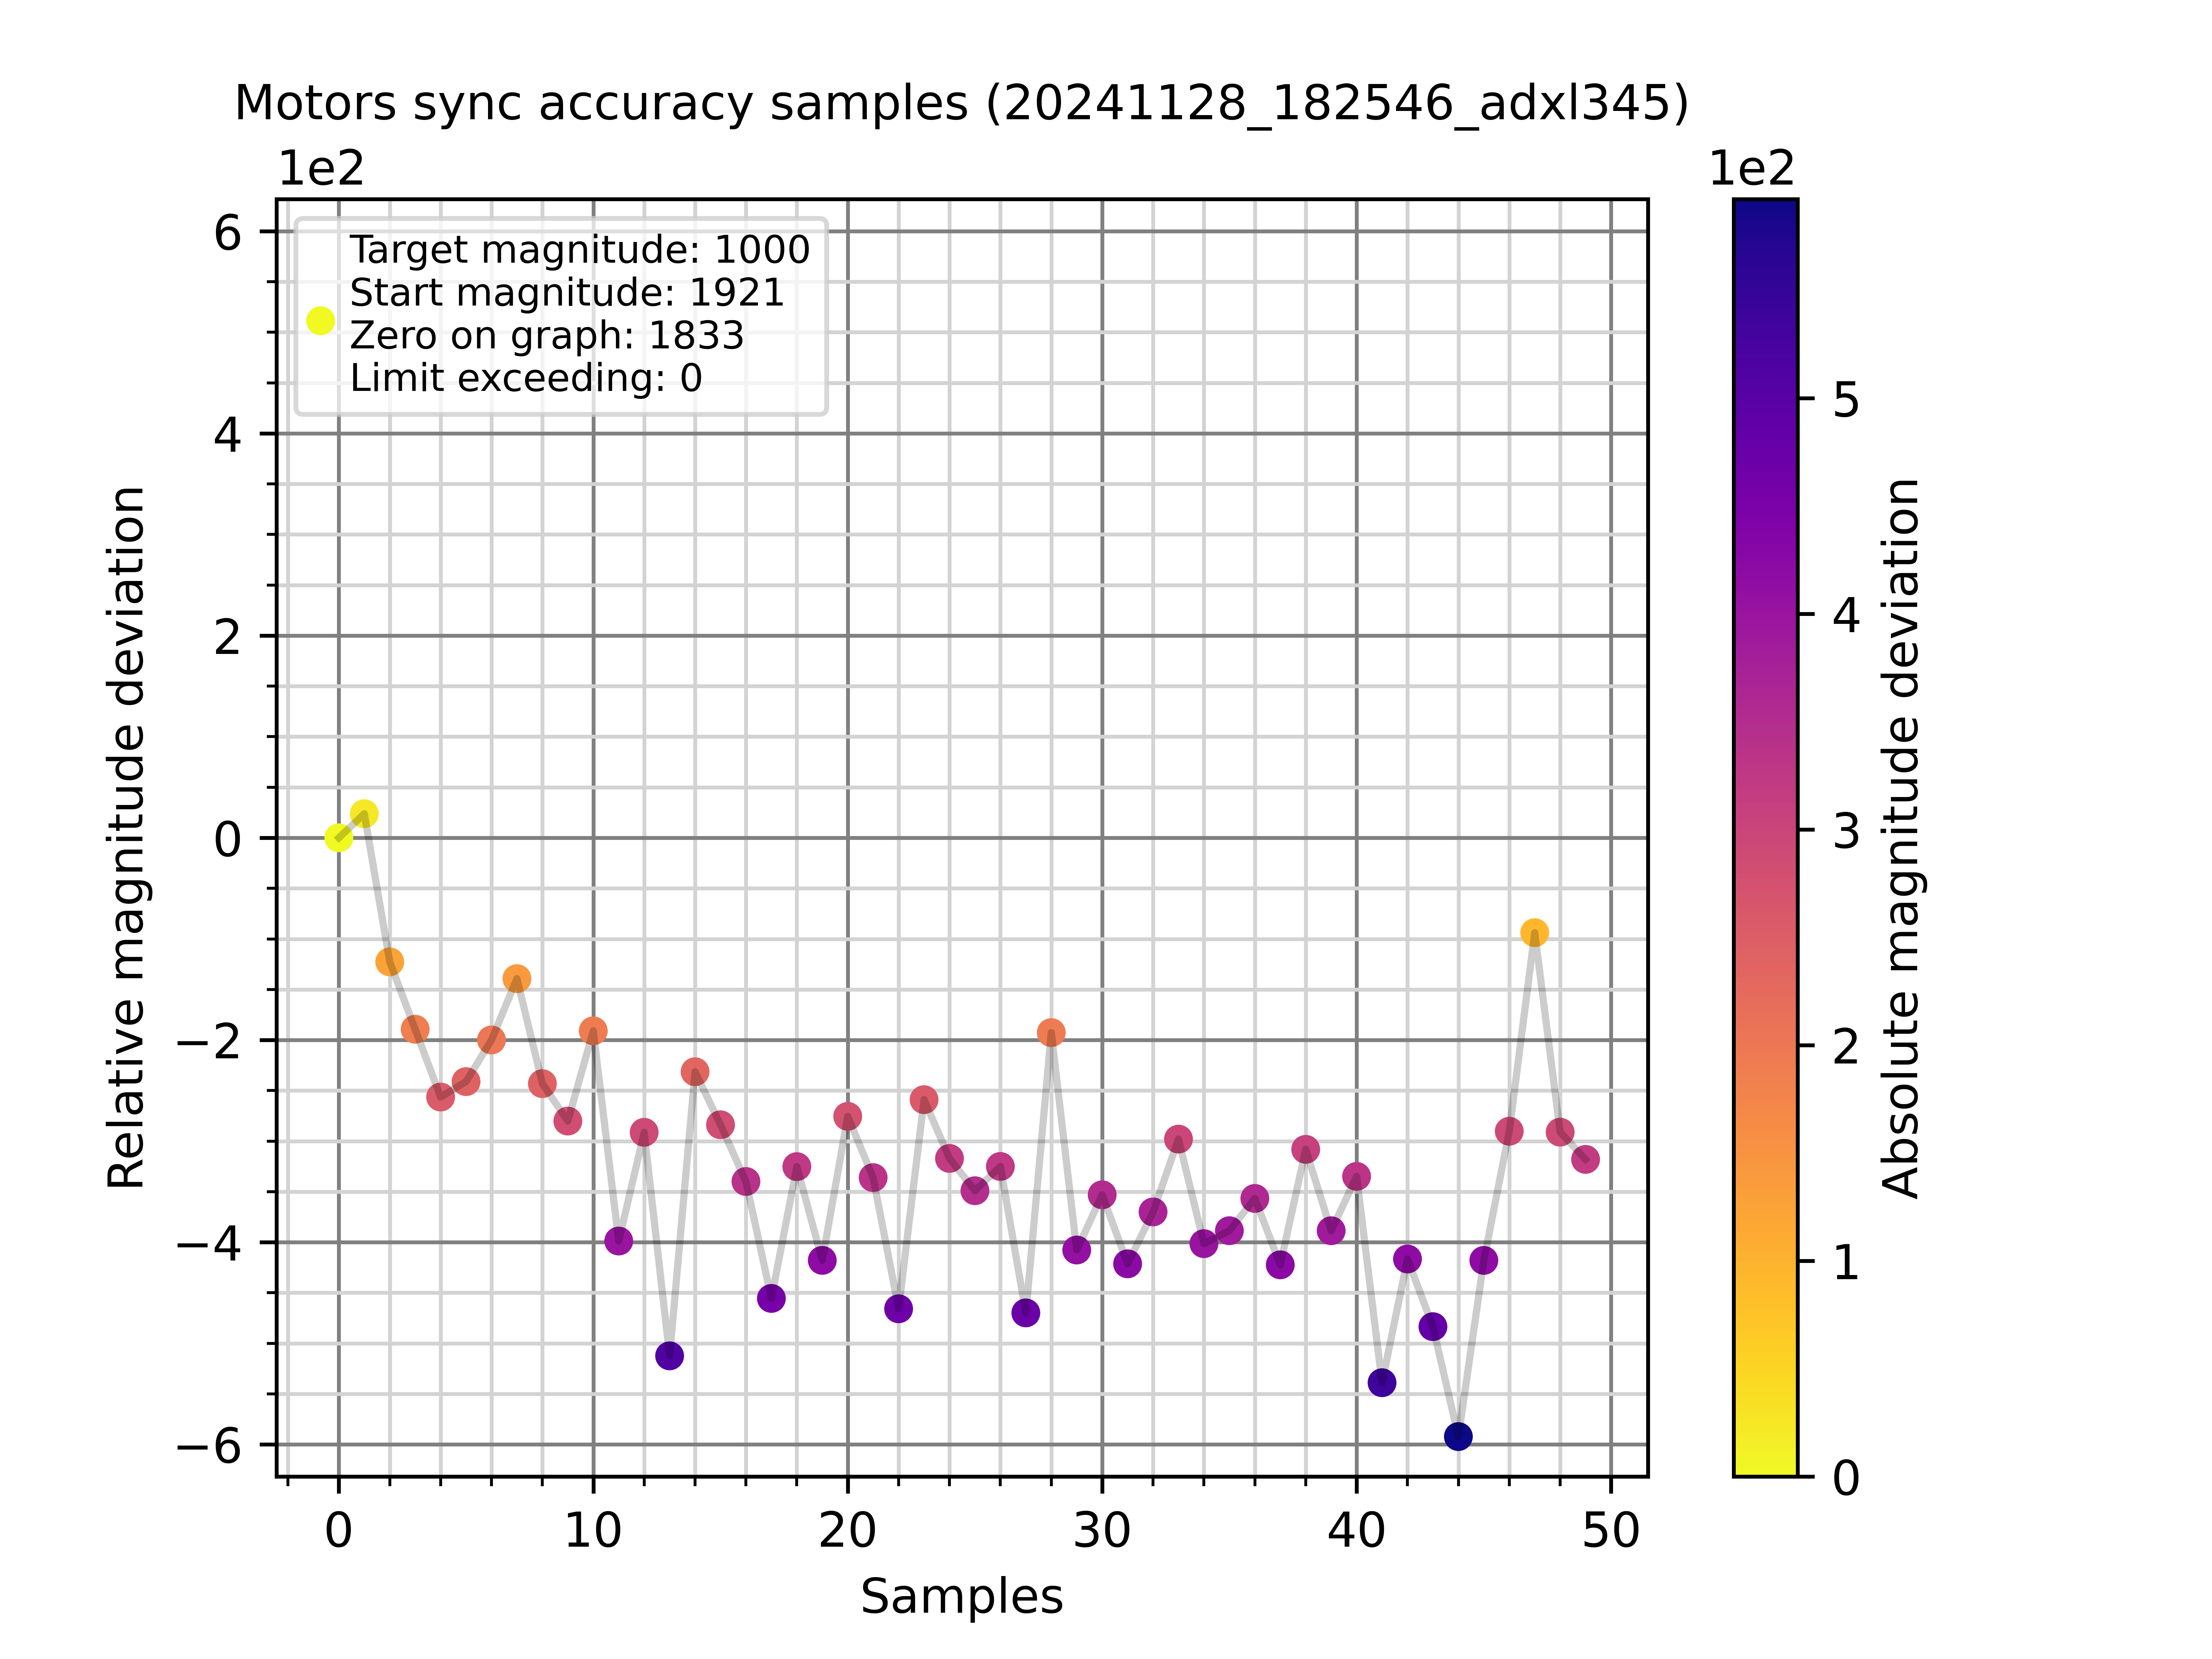 Motors sync accuracy samples (20241128_182546_adxl345)
1e2
1e2
Target magnitude: 1000
Start magnitude: 1921
Zero on graph: 1833
Limit exceeding: 0
6
4
2
0
−2
−4
−6
Relative magnitude deviation
0
10
20
30
40
50
Samples
5
4
3
2
1
0
Absolute magnitude deviation